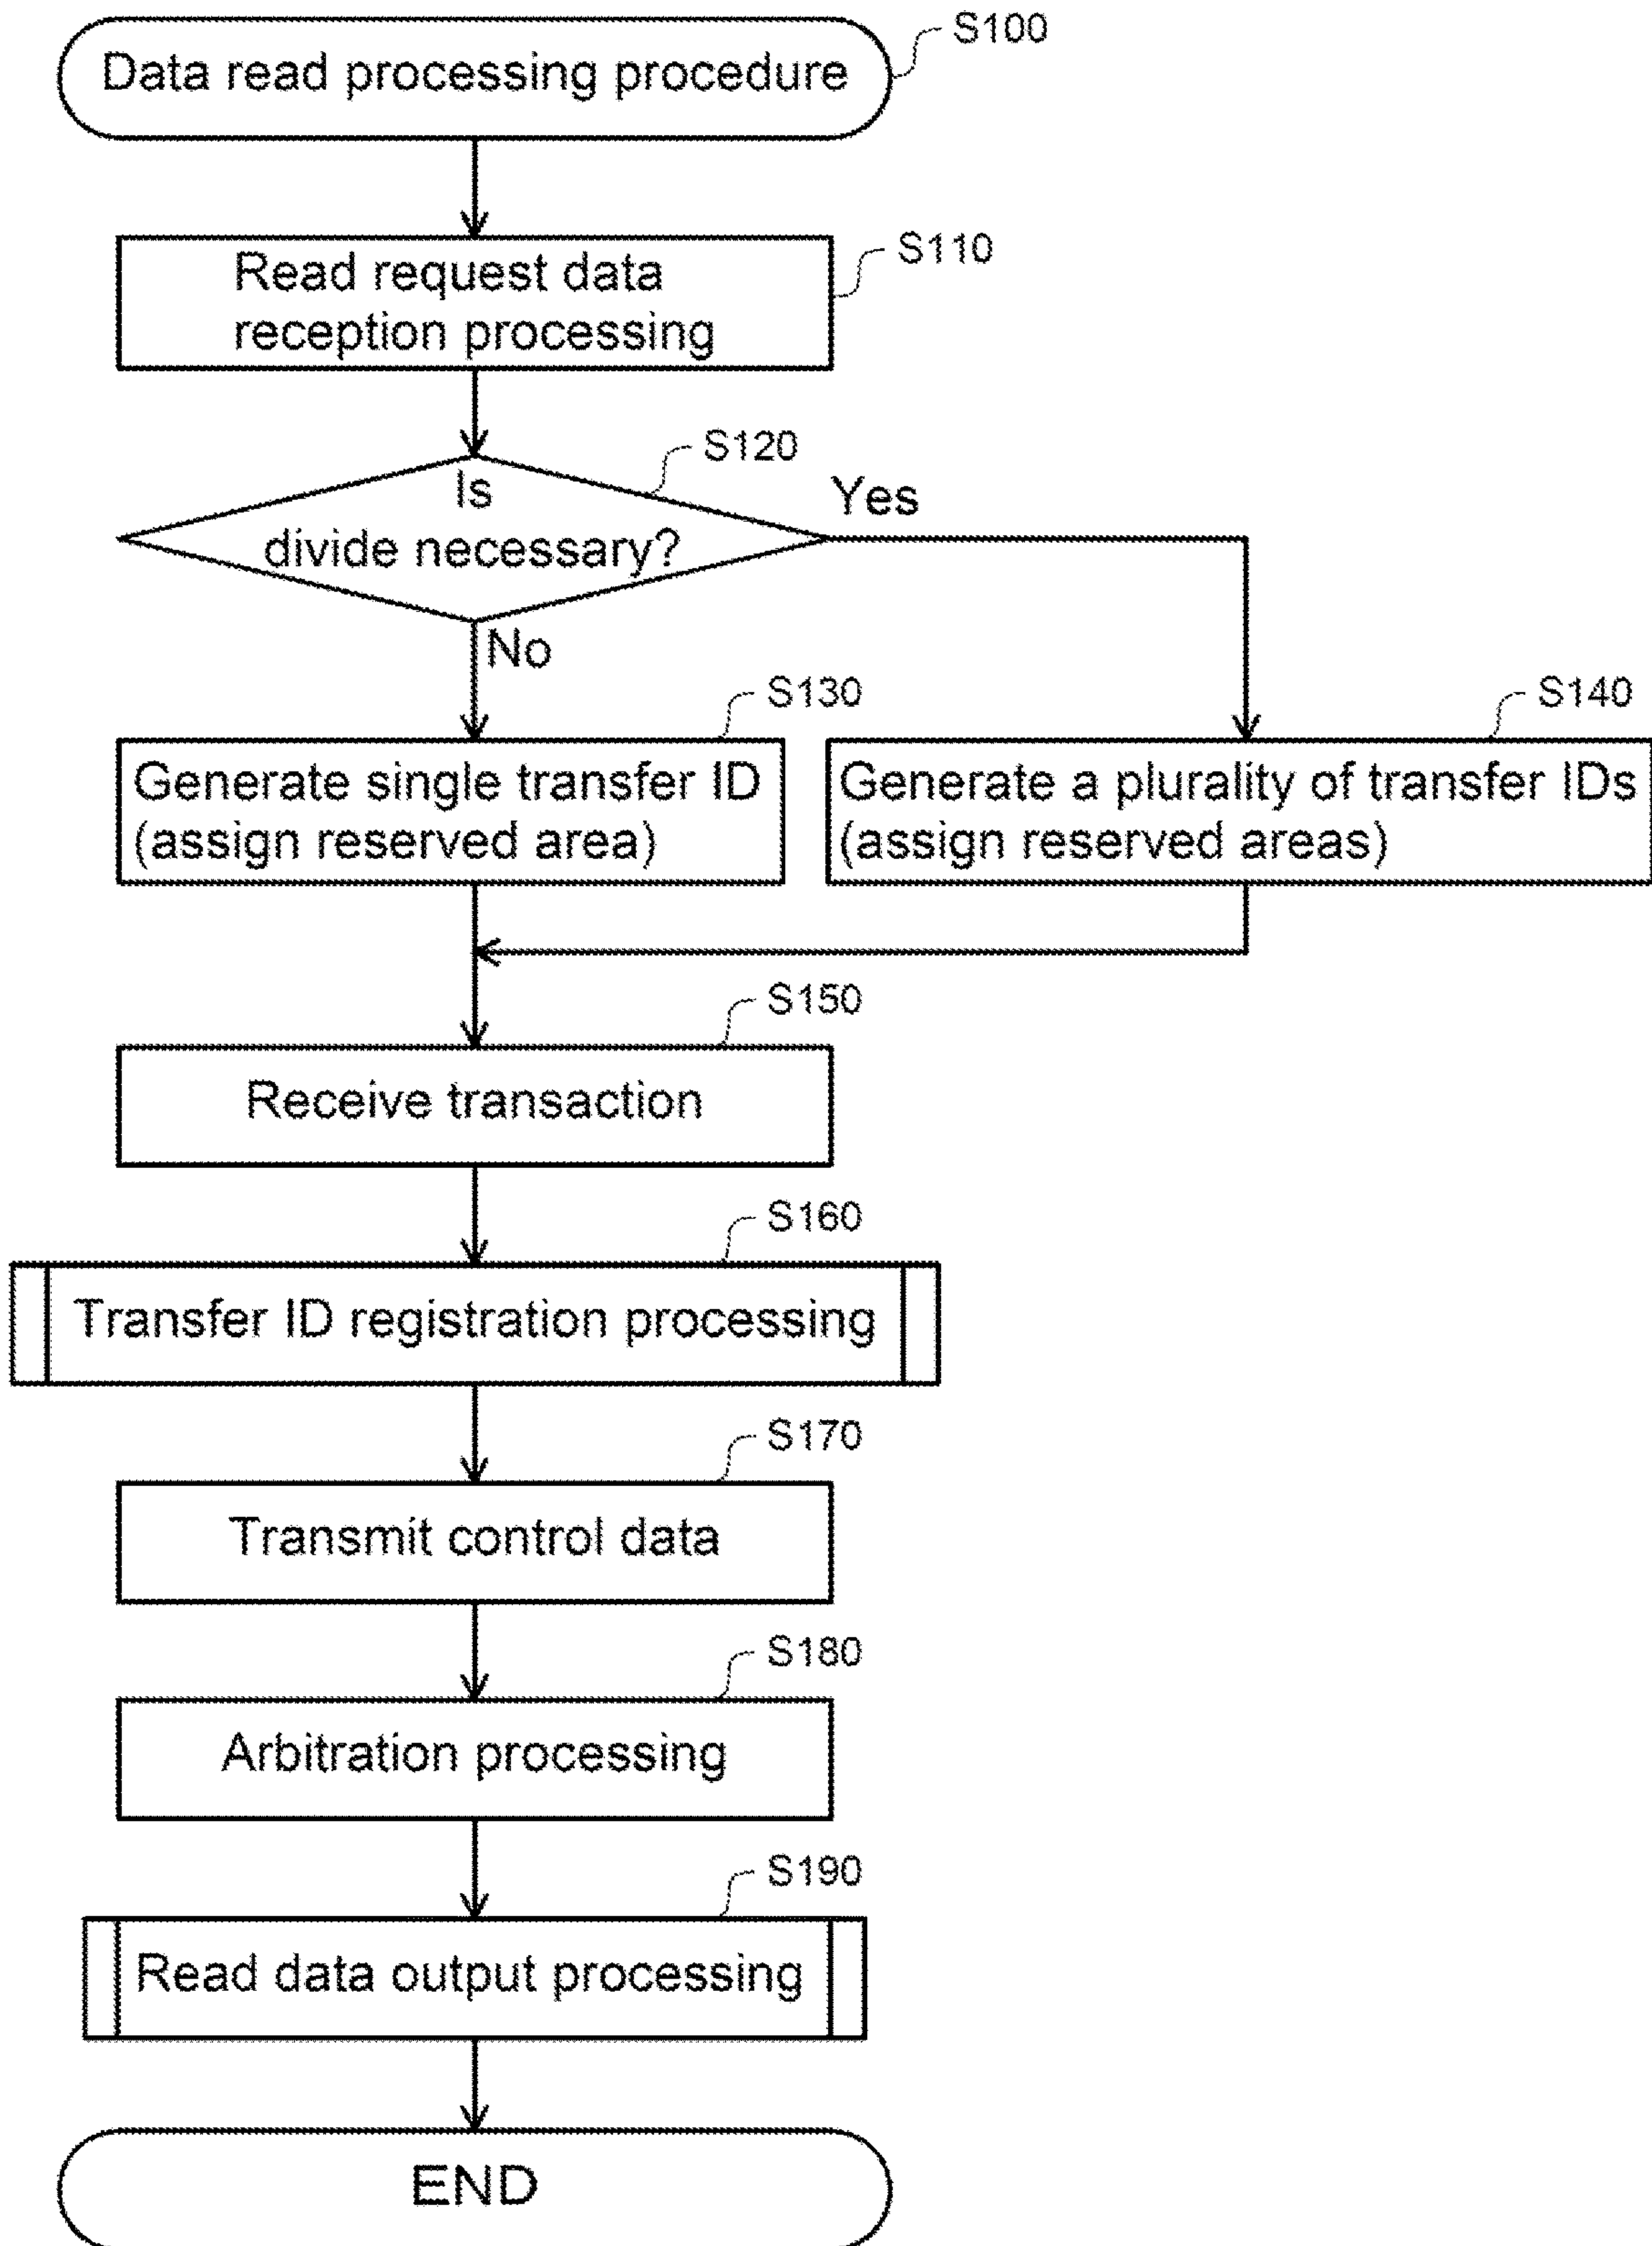 S100
Data read processing procedure
S110
Read request data
reception processing
S120
Is
divide necessary?
Yes
No
S130
Generate single transfer ID
(assign reserved area)
S140
Generate a plurality of transfer IDs
(assign reserved areas)
S150
Receive transaction
S160
Transfer ID registration processing
S170
Transmit control data
S180
Arbitration processing
S190
Read data output processing
END